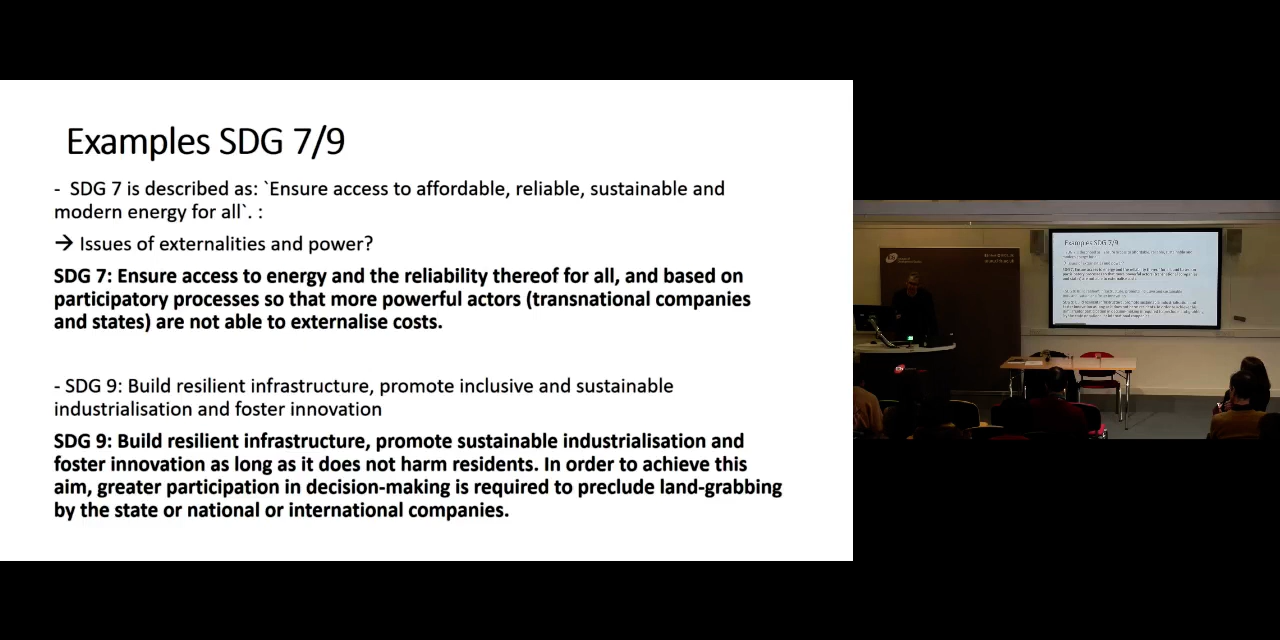 Examples SDG 7/9
- SDG 7 is described as: `Ensure access to affordable, reliable, sustainable and
modern energy for all`. :
→ Issues of externalities and power?
SDG 7: Ensure access to energy and the reliability thereof for all, and based on
participatory processes so that more powerful actors (transnational companies
and states) are not able to externalise costs.
- SDG 9: Build resilient infrastructure, promote inclusive and sustainable
industrialisation and foster innovation
SDG 9: Build resilient infrastructure, promote sustainable industrialisation and
foster innovation as long as it does not harm residents. In order to achieve this
aim, greater participation in decision-making is required to preclude land-grabbing
by the state or national or international companies.
Examples SDG 7/9